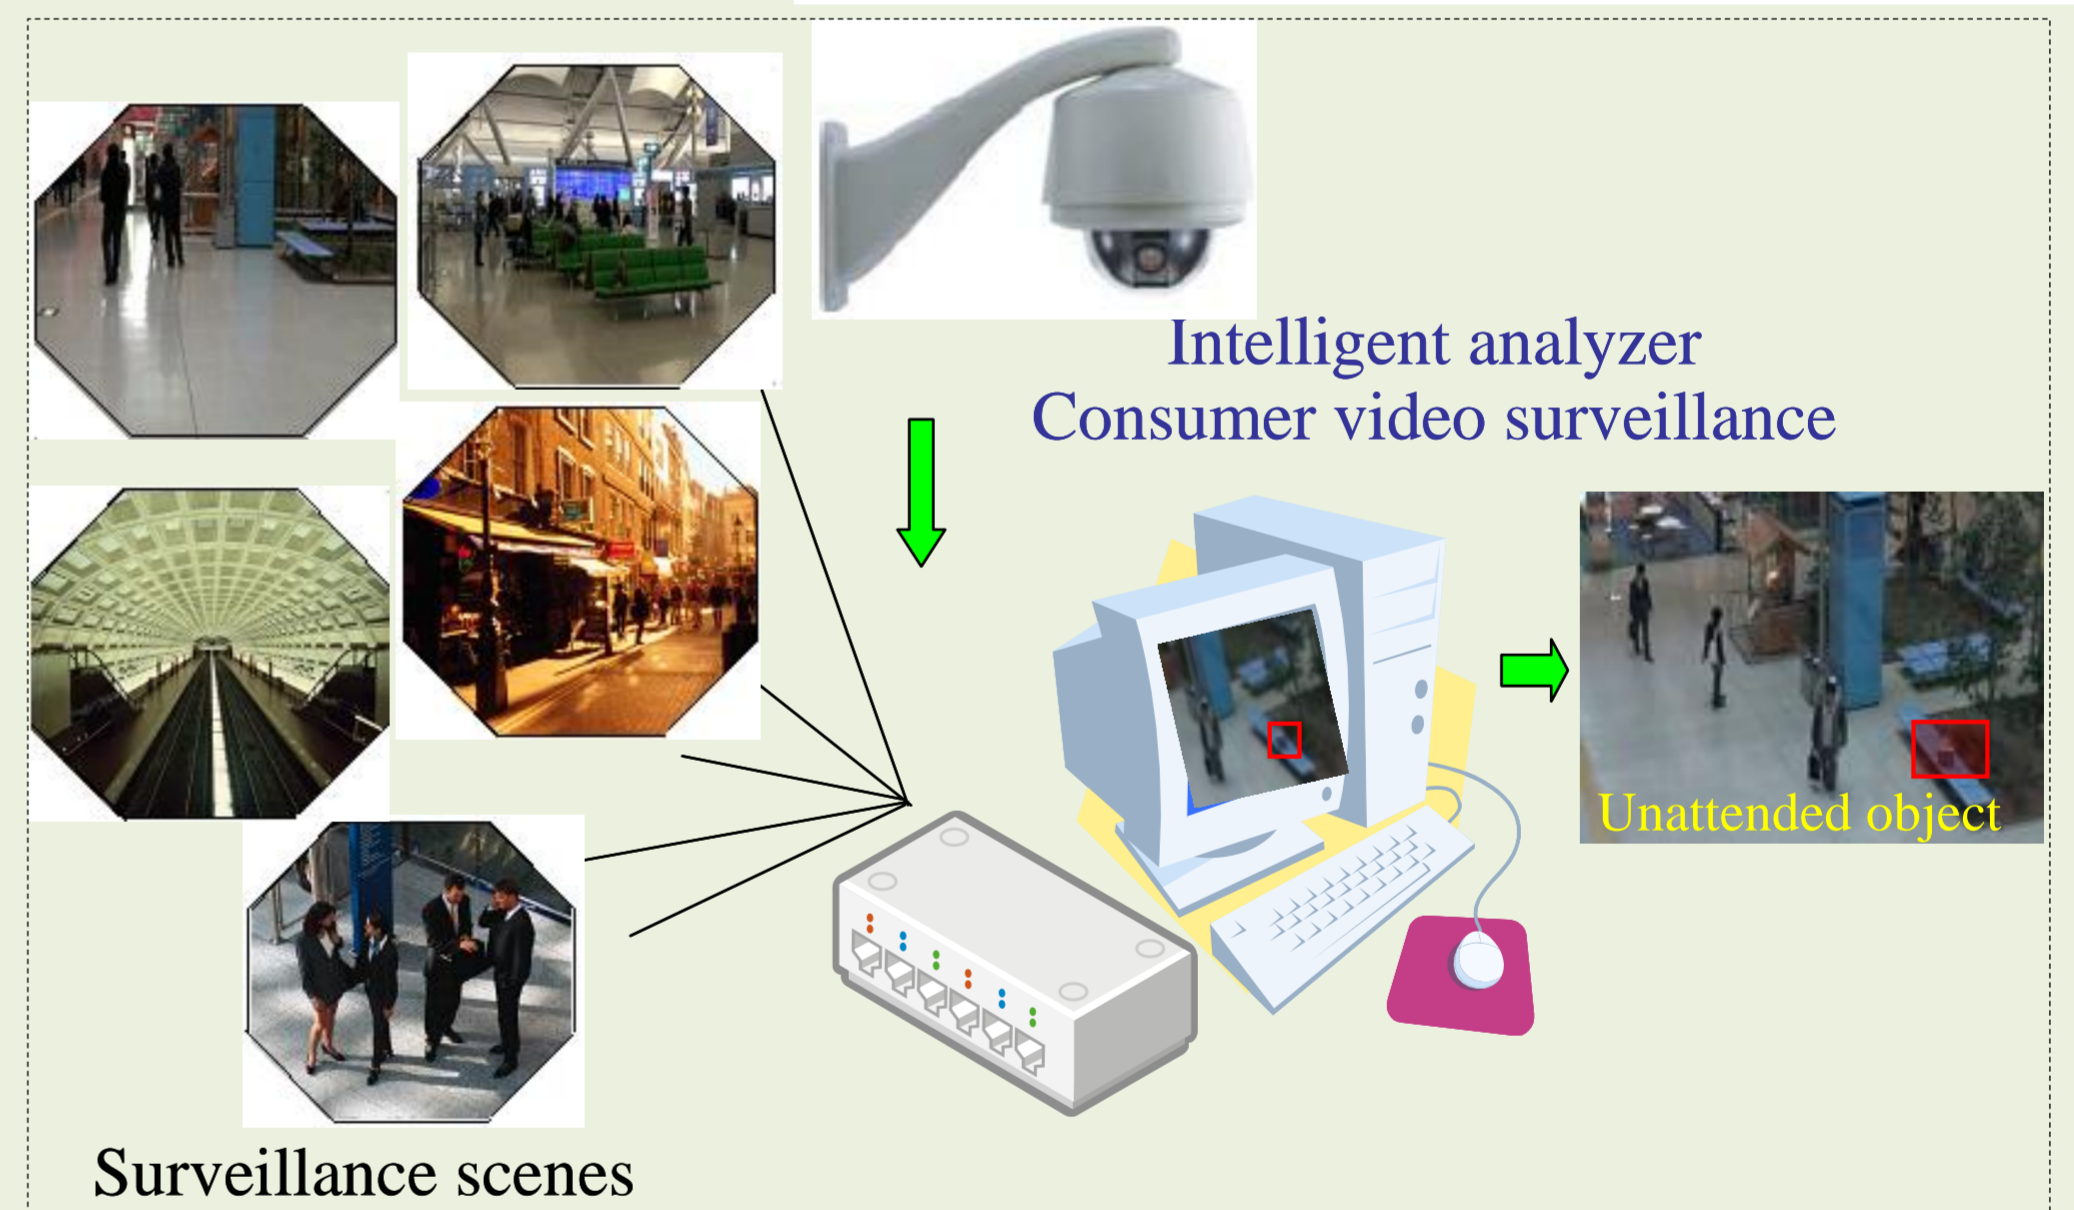 Intelligent analyzer
Consumer video surveillance
Unattended object
Surveillance scenes